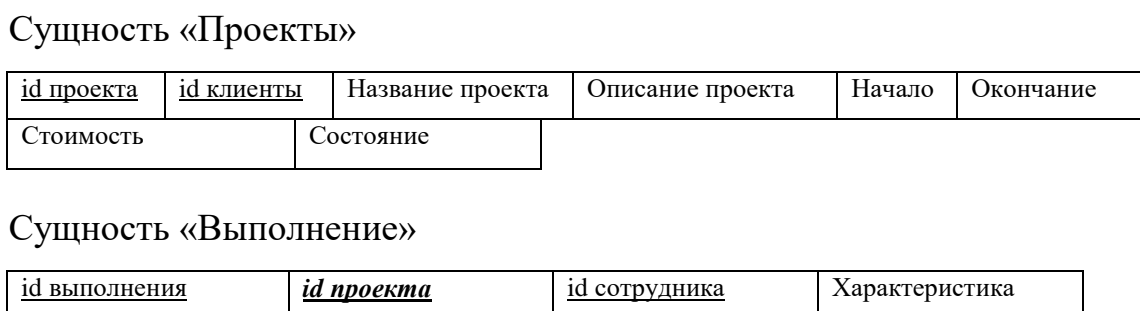 Сущность «Проекты»
id проекта id клиенты Название проекта Описание проекта Начало Окончание
Стоимость Состояние
Сущность «Выполнение»
id выполнения id проекта id сотрудника Характеристика